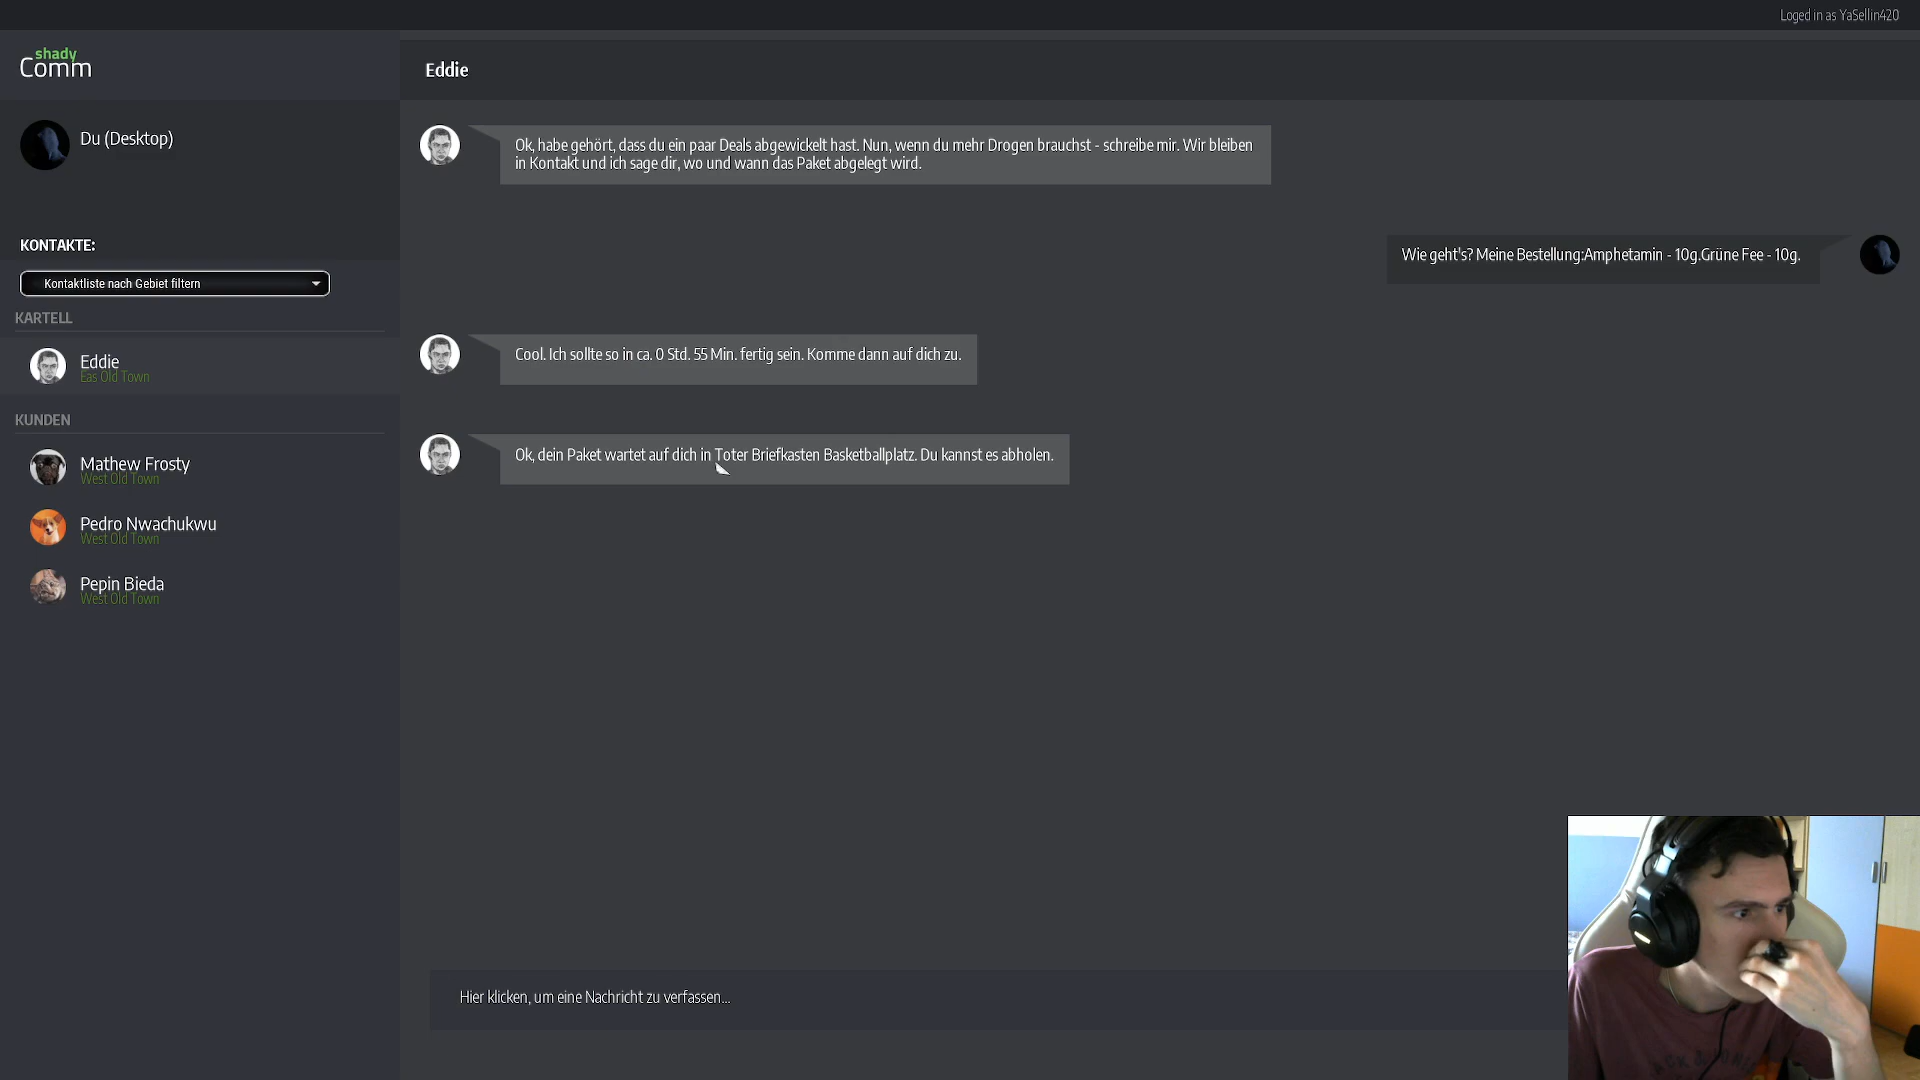 Loged in as YaSellin420
shady
Comm
Eddie
Du (Desktop)
Ok, habe gehört, dass du ein paar Deals abgewickelt hast. Nun, wenn du mehr Drogen brauchst - schreibe mir. Wir bleiben
in Kontakt und ich sage dir, wo und wann das Paket abgelegt wird.
KONTAKTE:
Wie geht's? Meine Bestellung:Amphetamin - 10g.Grüne Fee - 10g.
Kontaktliste nach Gebiet filtern
KARTELL
Eddie
Eas Old Town
Cool. Ich sollte so in ca. 0 Std. 55 Min. fertig sein. Komme dann auf dich zu.
KUNDEN
Ok, dein Paket wartet auf dich in Toter Briefkasten Basketballplatz. Du kannst es abholen.
Mathew Frosty
West Old Town
Pedro Nwachukwu
West Old Town
Pepin Bieda
West Old Town
Hier klicken, um eine Nachricht zu verfassen...